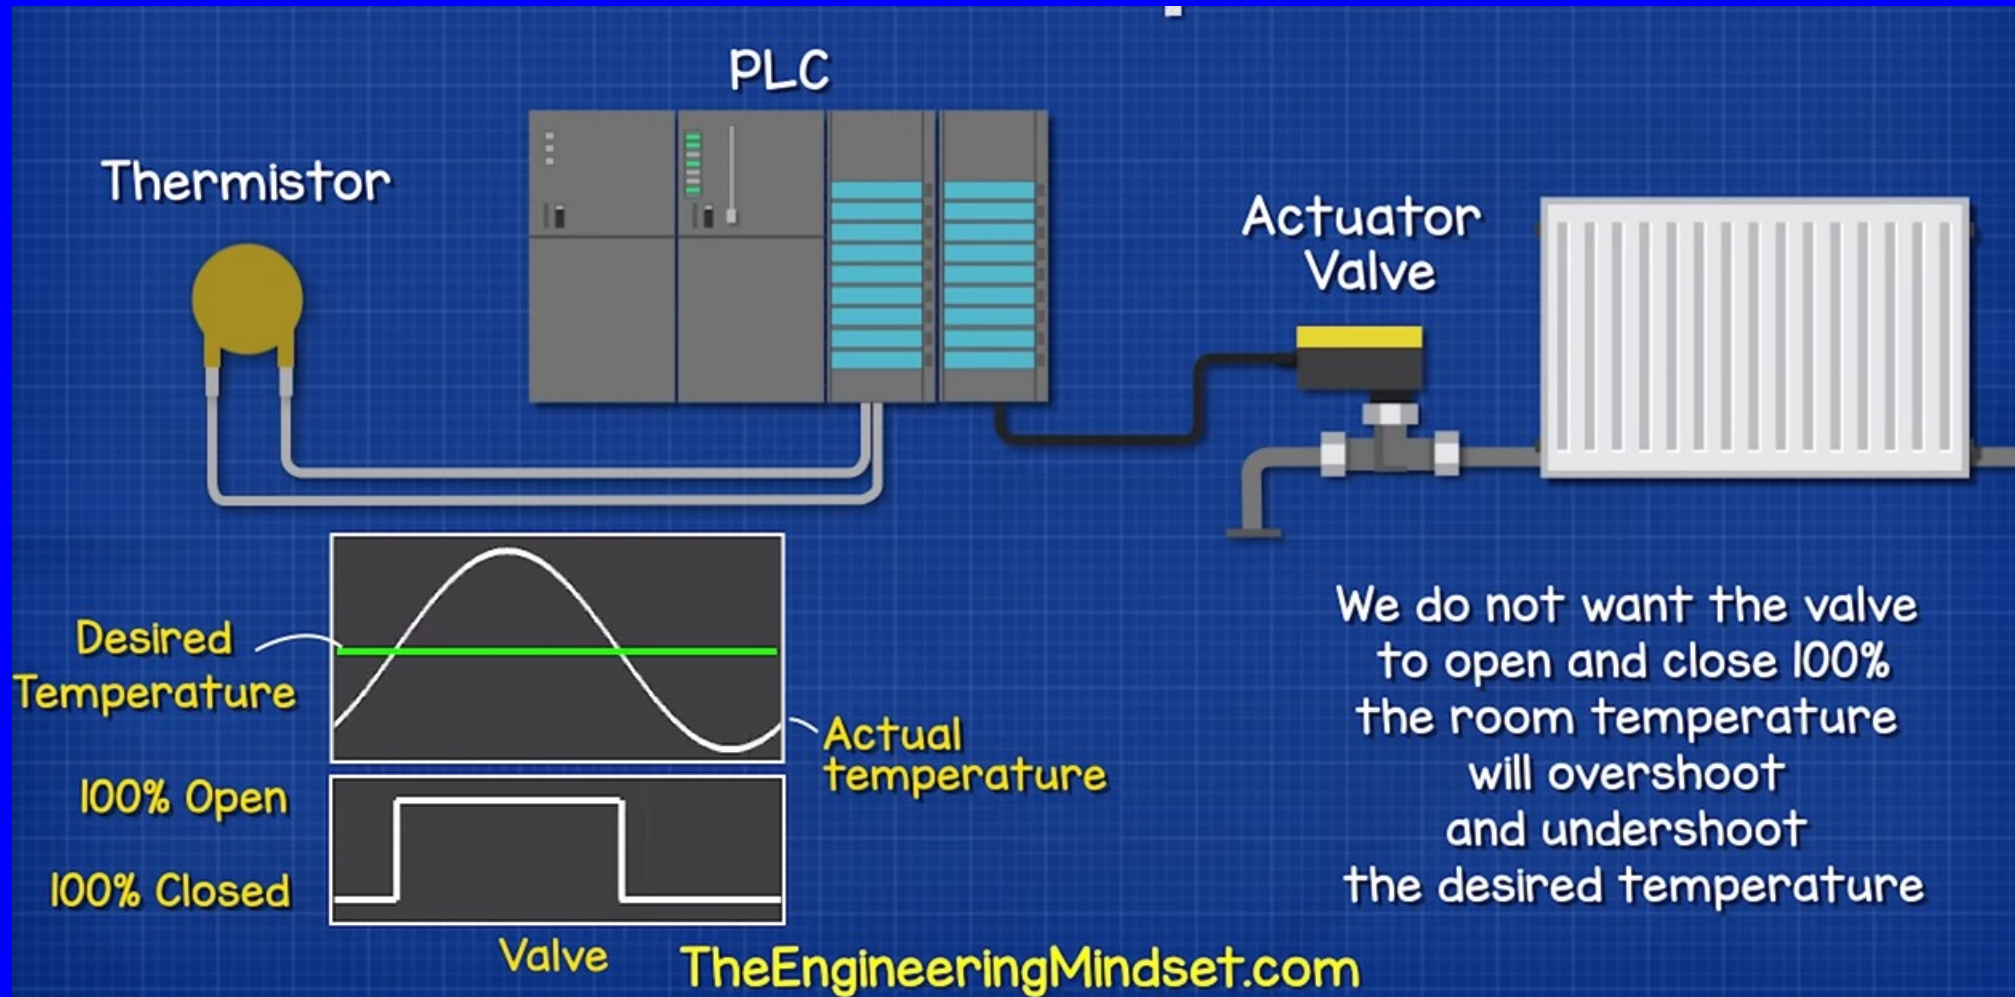 PLC
Thermistor
Actuator
Valve
Desired
Temperature
Actual
temperature
100% Open
100% Closed
Valve
We do not want the valve
to open and close 100%
the room temperature
will overshoot
and undershoot
the desired temperature
TheEngineeringMindset.com